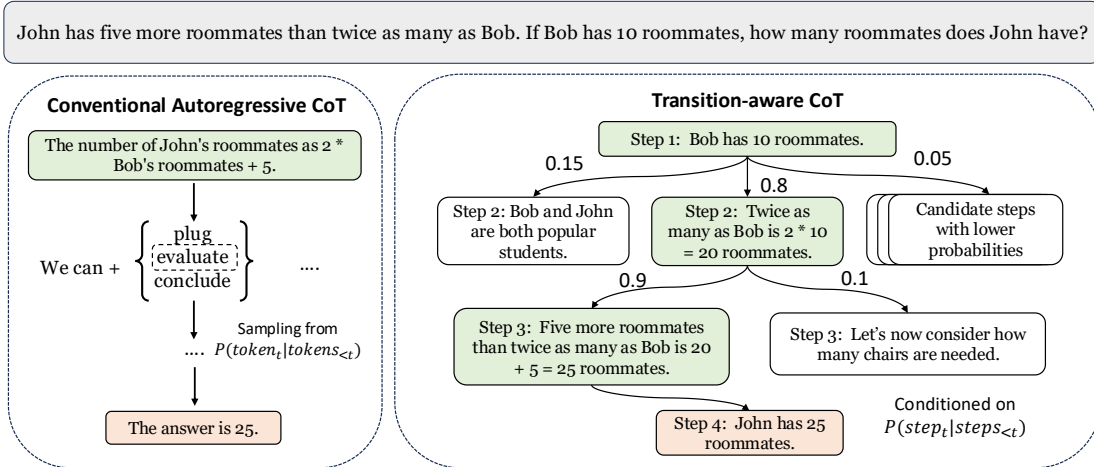 John has five more roommates than twice as many as Bob. If Bob has 10 roommates, how many roommates does John have?
Conventional Autoregressive CoT
The number of John's roommates as 2 *
Bob's roommates + 5.
We can +
plug
evaluate
conclude
....
Sampling from
.... P(token_t|tokens_{<t})
The answer is 25.
Transition-aware CoT
Step 1: Bob has 10 roommates.
0.15
0.8
0.05
Step 2: Bob and John
are both popular
students.
Step 2: Twice as
many as Bob is 2 * 10
= 20 roommates.
Candidate steps
with lower
probabilities
0.9
0.1
Step 3: Five more roommates
than twice as many as Bob is 20
+ 5 = 25 roommates.
Step 3: Let’s now consider how
many chairs are needed.
Step 4: John has 25
roommates.
Conditioned on
P(step_t|steps_{<t})